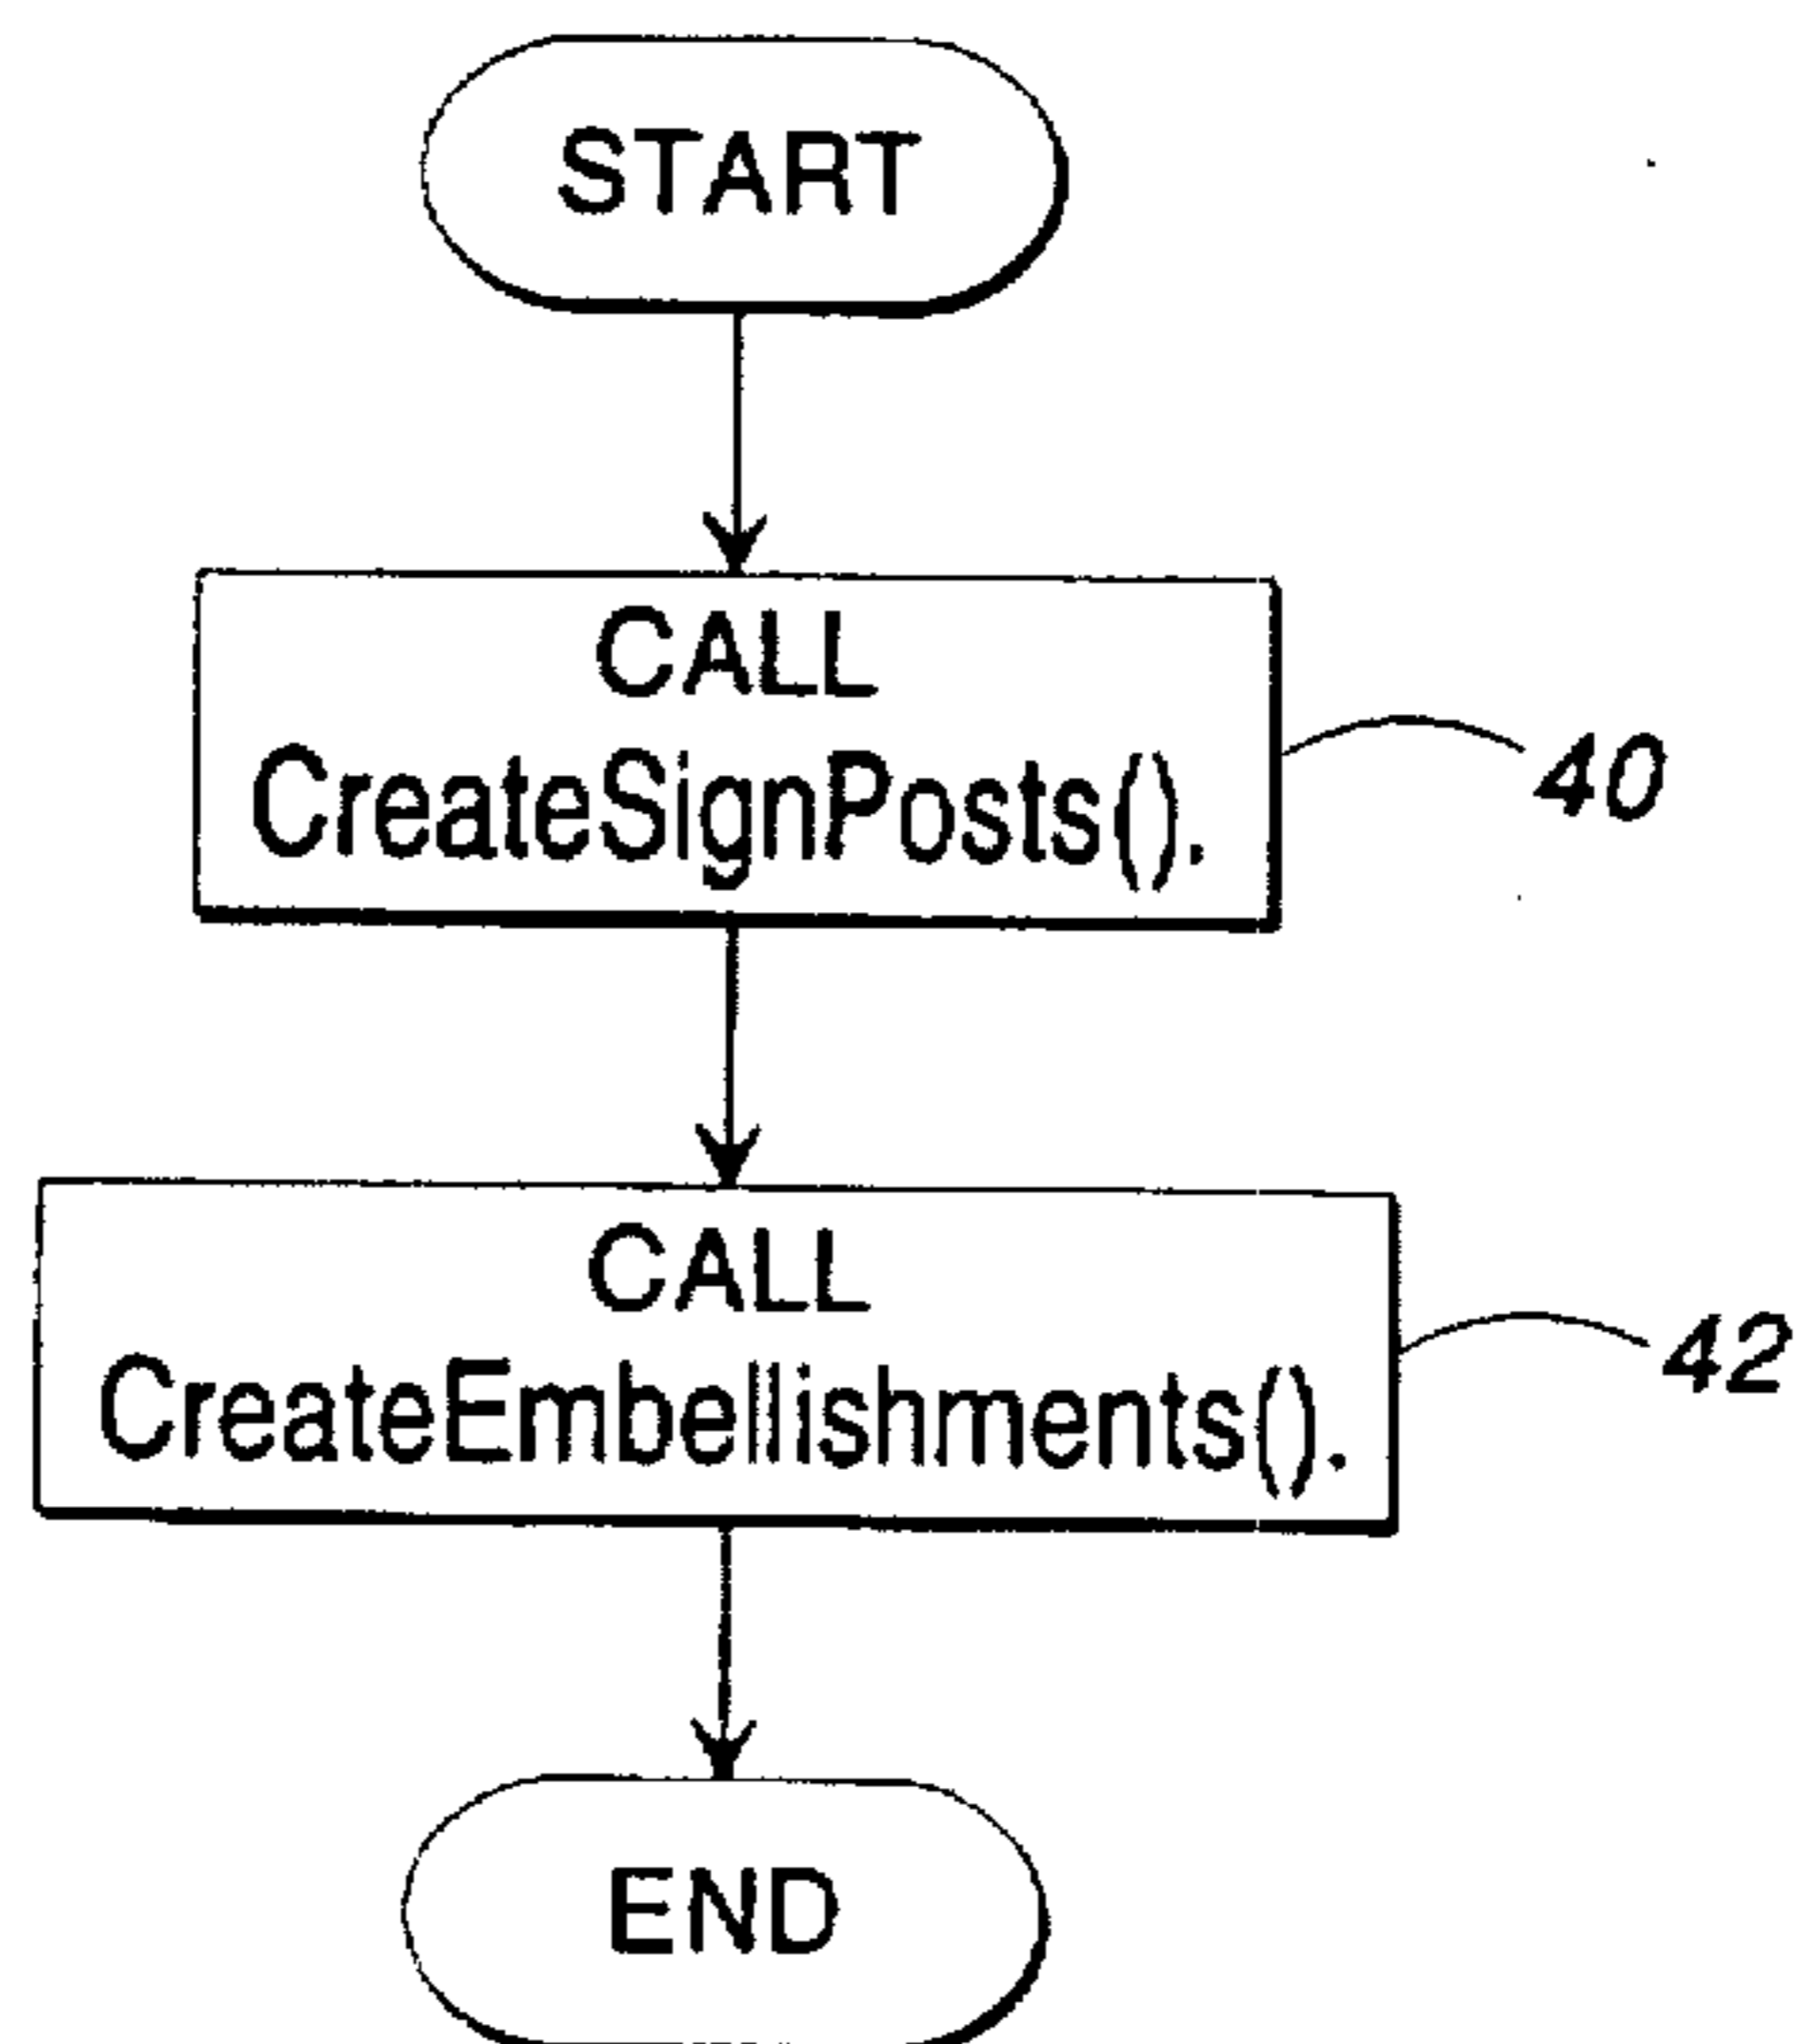 START
CALL
CreateSignPosts().
40
CALL
CreateEmbellishments().
42
END